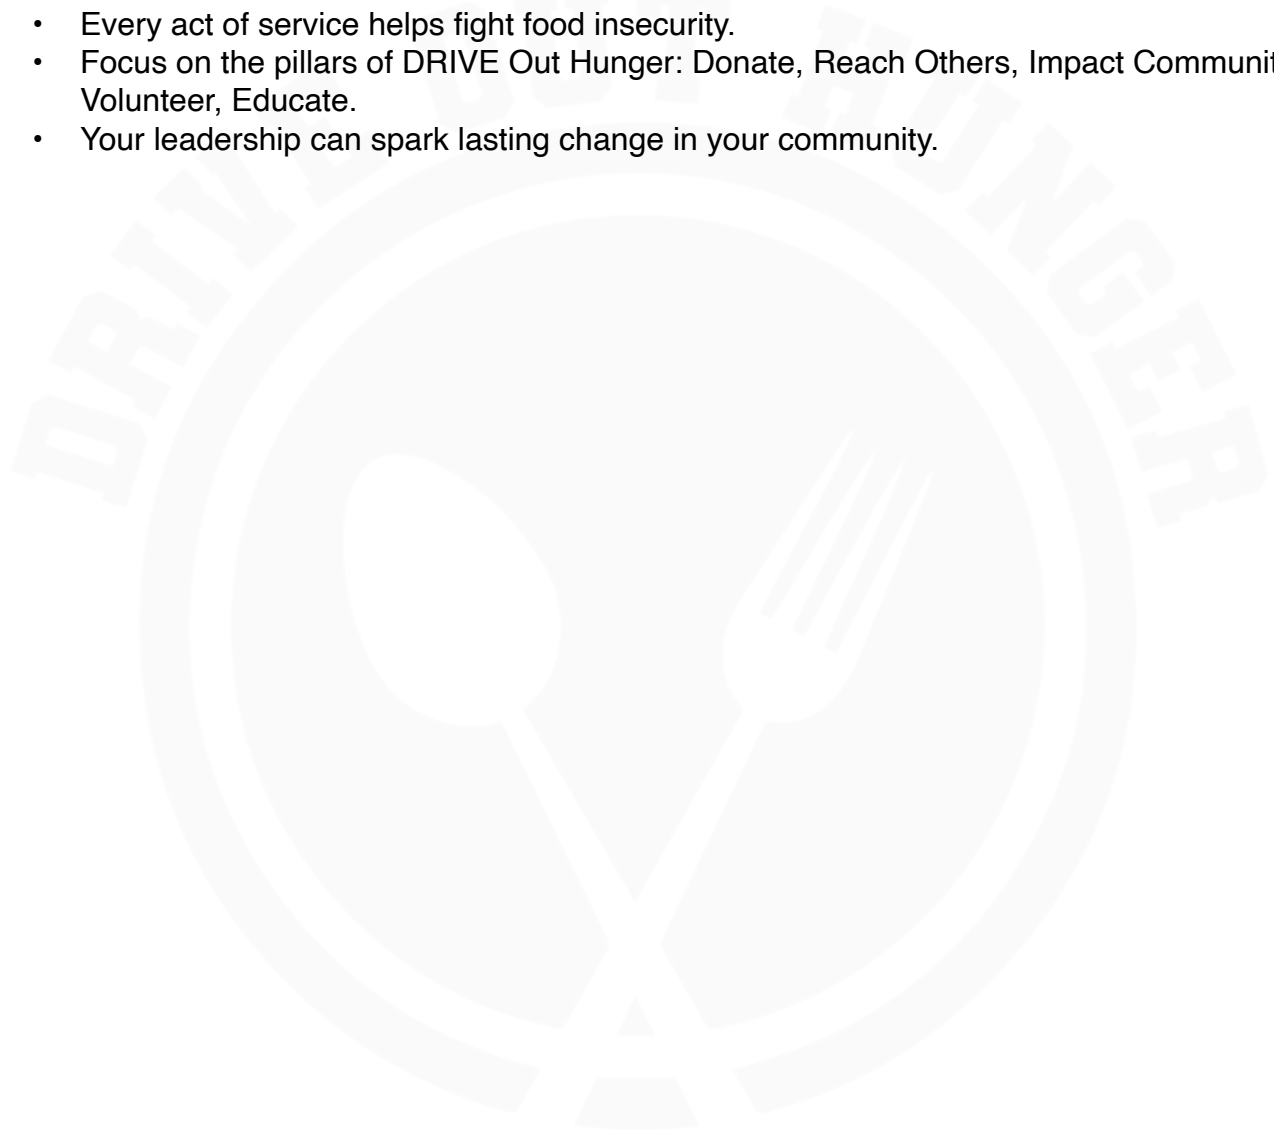 • Every act of service helps fight food insecurity.
• Focus on the pillars of DRIVE Out Hunger: Donate, Reach Others, Impact Communit
Volunteer, Educate.
• Your leadership can spark lasting change in your community.
DRIVE OUT HUNGER